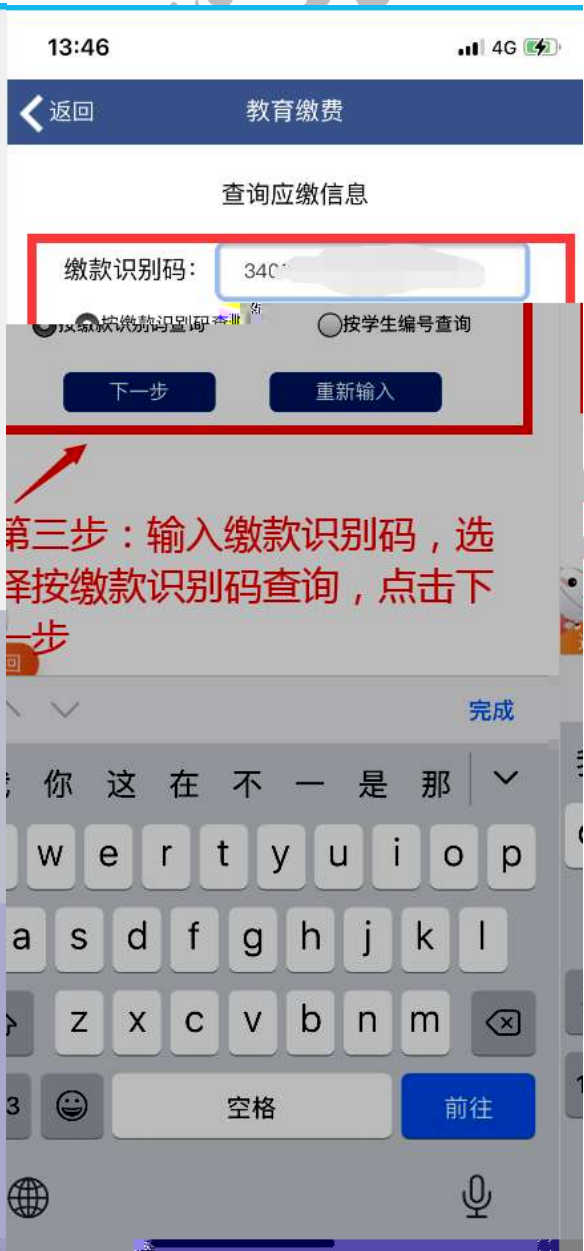 13:46 4G
返回 教育缴费
查询应缴信息
缴款识别码： 340
按学生编号查询
下一步 重新输入
第三步：输入缴款识别码，选
择按缴款识别码查询，点击下
一步
完成
你 这 在 不 一 是 那
w e r t y u i o p
a s d f g h j k l
z x c v b n m
3 空格 前往